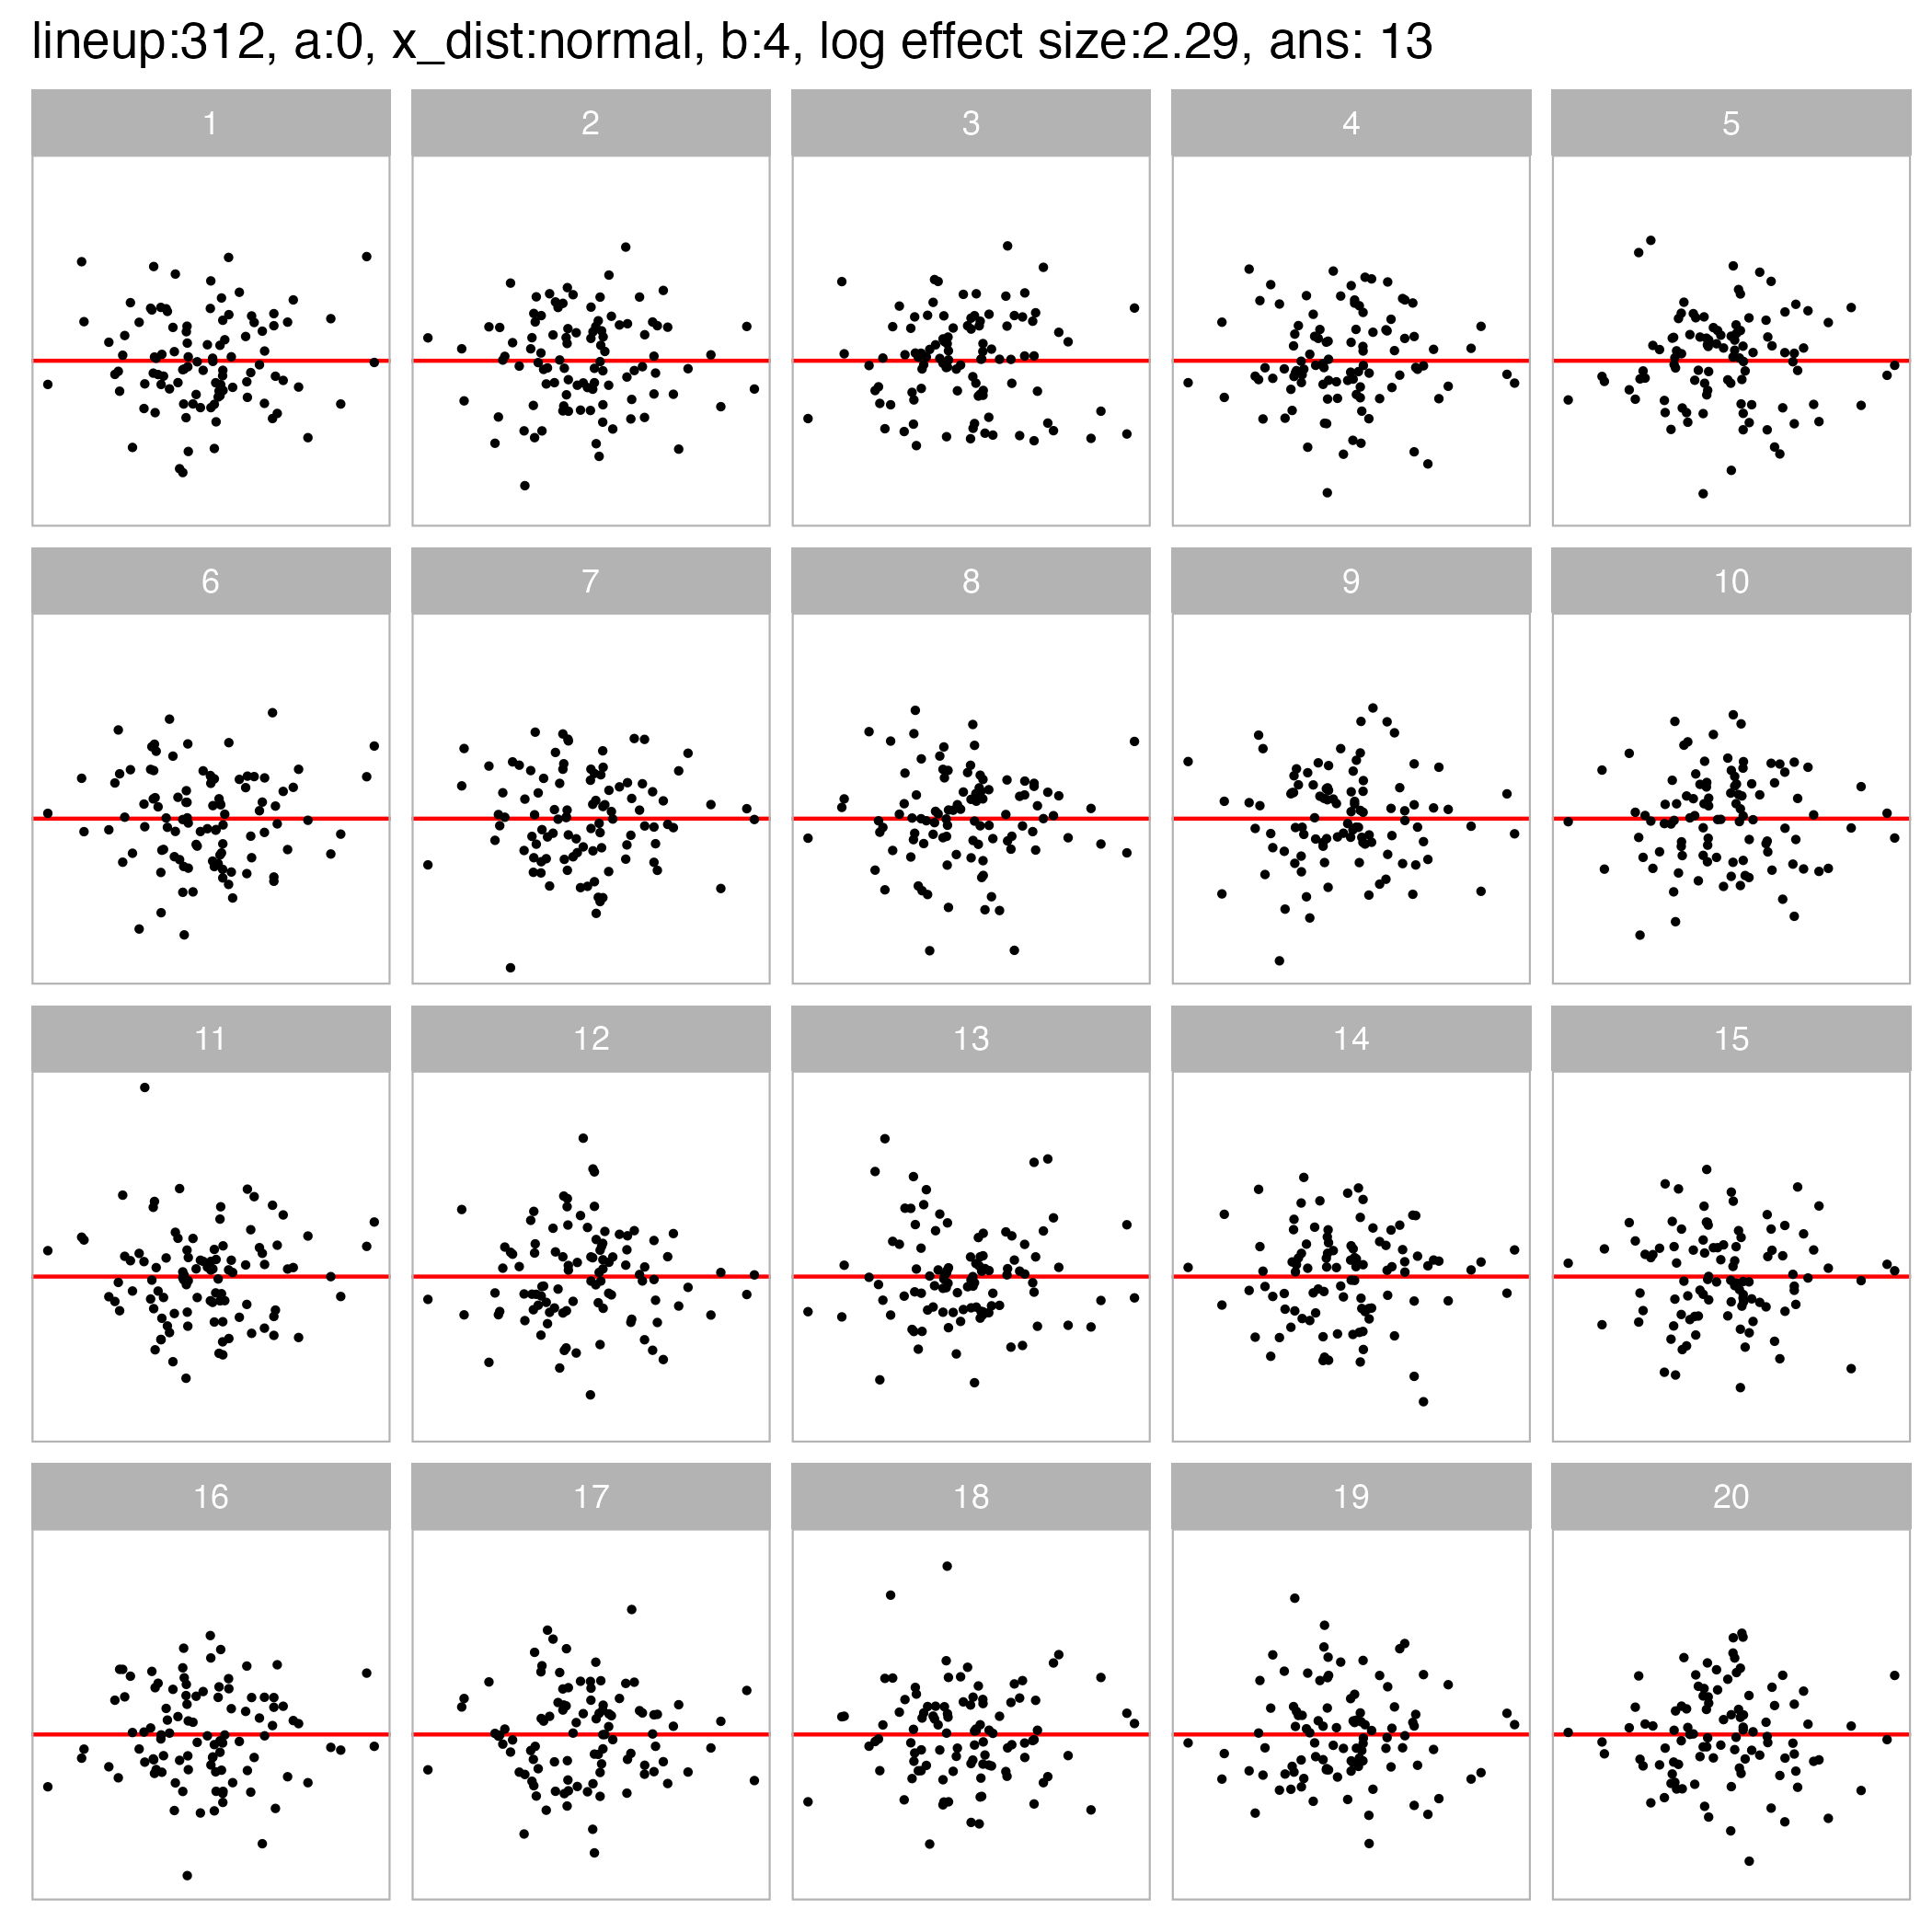 lineup:312, a:0, x_dist:normal, b:4, log effect size:2.29, ans: 13
1 2 3 4 5
6 7 8 9 10
11 12 13 14 15
16 17 18 19 20